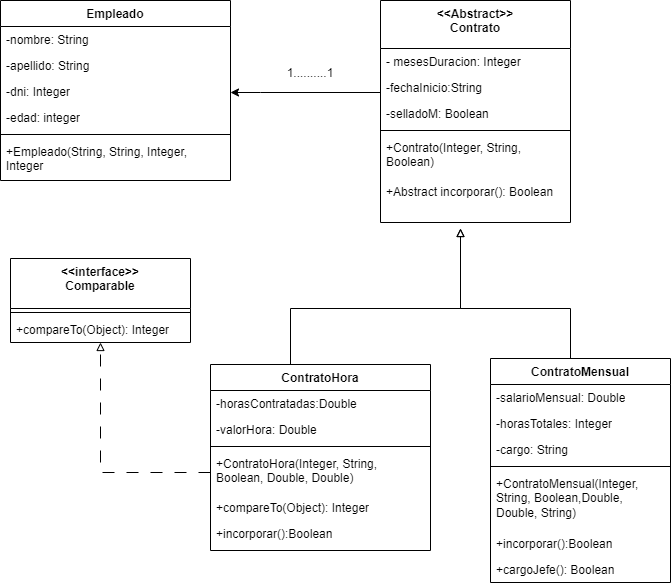 Empleado
-nombre: String
-apellido: String
-dni: Integer
-edad: integer
+Empleado(String, String, Integer,
Integer
1..........1
<<Abstract>>
Contrato
- mesesDuracion: Integer
-fechaInicio:String
-selladoM: Boolean
+Contrato(Integer, String,
Boolean)
+Abstract incorporar(): Boolean
<<interface>>
Comparable
+compareTo(Object): Integer
ContratoHora
-horasContratadas:Double
-valorHora: Double
+ContratoHora(Integer, String,
Boolean, Double, Double)
+compareTo(Object): Integer
+incorporar():Boolean
ContratoMensual
-salarioMensual: Double
-horasTotales: Integer
-cargo: String
+ContratoMensual(Integer,
String, Boolean,Double,
Double, String)
+incorporar():Boolean
+cargoJefe(): Boolean